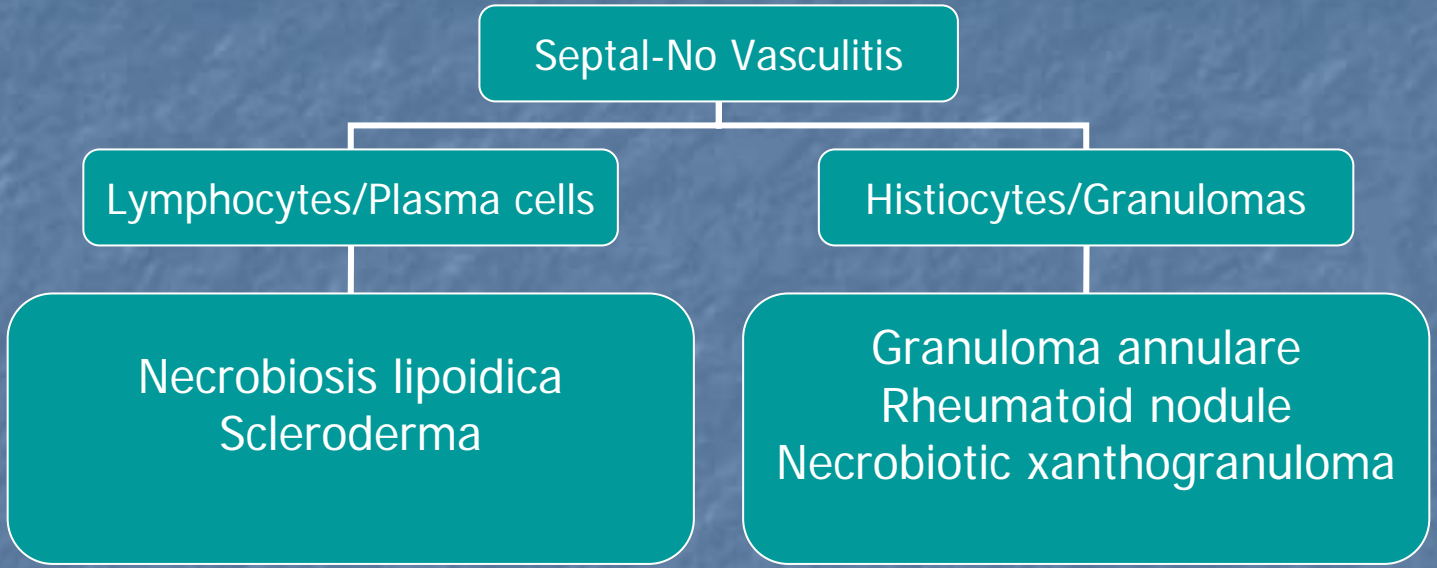 Septal-No Vasculitis
Lymphocytes/Plasma cells
Histiocytes/Granulomas
Necrobiosis lipoidica
Scleroderma
Granuloma annulare
Rheumatoid nodule
Necrobiotic xanthogranuloma